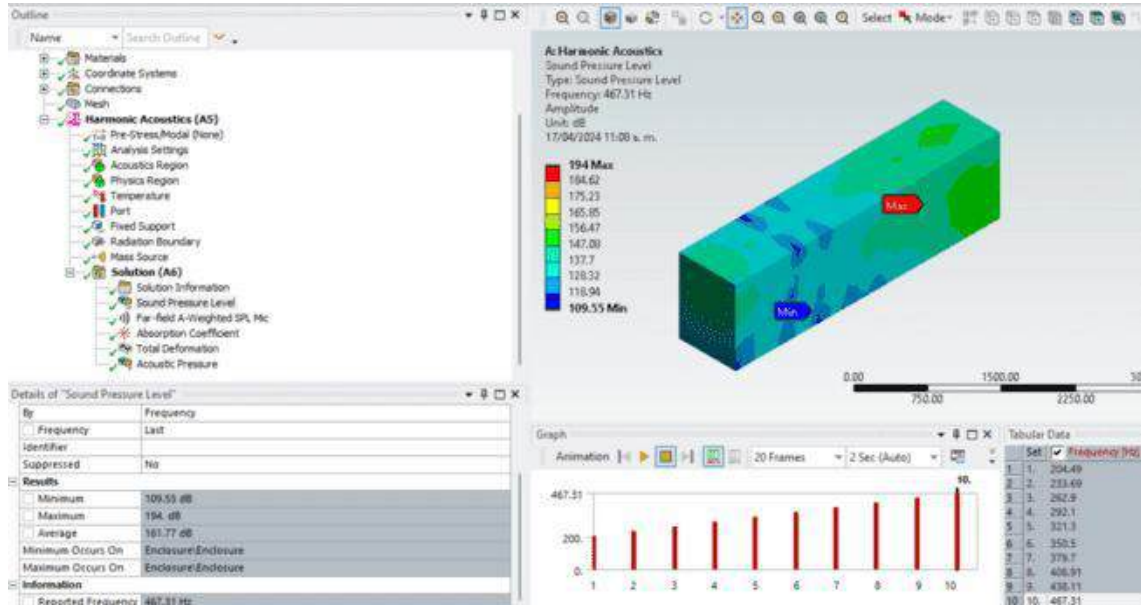 Outline
Name
Search Outline
Select
Mode
Materials
Coordinate Systems
Connections
Mesh
Harmonic Acoustics (A5)
Pre-Stress/Modal (None)
Analysis Settings
Acoustics Region
Physics Region
Temperature
Port
Fixed Support
Radiation Boundary
Mass Source
Solution (A6)
Solution Information
Sound Pressure Level
Far-field A-Weighted SPL Mic
Absorption Coefficient
Total Deformation
Acoustic Pressure
A: Harmonic Acoustics
Sound Pressure Level
Type: Sound Pressure Level
Frequency: 467.31 Hz
Amplitude
Unit: dB
17/04/2024 11:08 a. m.
194 Max
184.62
175.23
165.85
156.47
147.08
137.7
128.32
118.94
109.55 Min
Max
Min
0.00
1500.00
750.00
2250.00
Details of "Sound Pressure Level"
By Frequency
Frequency Last
Identifier
Suppressed No
Results
Minimum 109.55 dB
Maximum 194. dB
Average 161.77 dB
Minimum Occurs On Enclosure\Enclosure
Maximum Occurs On Enclosure\Enclosure
Information
Reported Frequency 467.31 Hz
Graph
Animation 20 Frames 2 Sec (Auto)
10.
467.31
200.
0.
1 2 3 4 5 6 7 8 9 10
Tabular Data
Set Frequency [Hz]
1 1. 204.49
2 2. 233.69
3 3. 262.9
4 4. 292.1
5 5. 321.3
6 6. 350.5
7 7. 379.7
8 8. 408.91
9 9. 438.11
10 10. 467.31